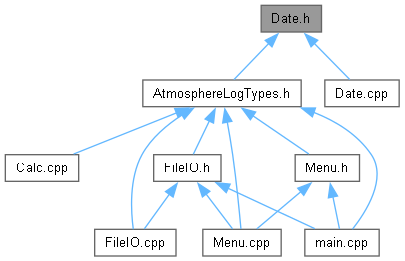 Date.h
AtmosphereLogTypes.h
Date.cpp
Calc.cpp
FileIO.h
Menu.h
FileIO.cpp
Menu.cpp
main.cpp